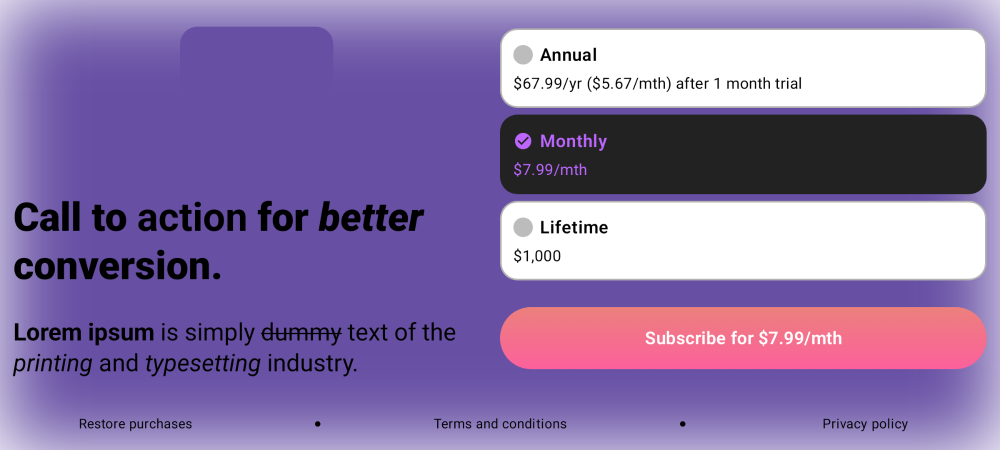 Call to action for better
conversion.
Lorem ipsum is simply dummy text of the
printing and typesetting industry.
Annual
$67.99/yr ($5.67/mth) after 1 month trial
Monthly
$7.99/mth
Lifetime
$1,000
Subscribe for $7.99/mth
Restore purchases • Terms and conditions • Privacy policy